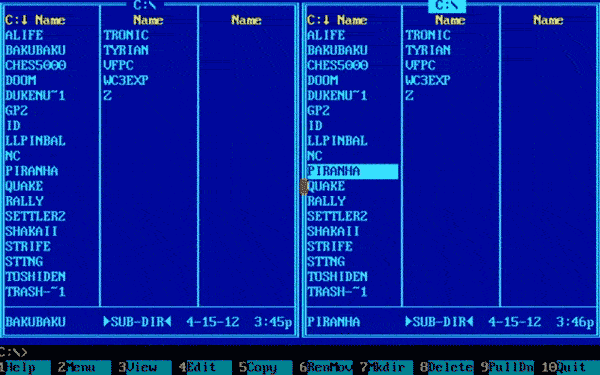 C:\ C:\
C:↓ Name Name Name C:↓ Name Name Name
ALIFE TRONIC ALIFE TRONIC
BAKUBAKU TYRIAN BAKUBAKU TYRIAN
CHES5000 VFPC CHES5000 VFPC
DOOM WC3EXP DOOM WC3EXP
DUKENU~1 Z DUKENU~1 Z
GP2 GP2
ID ID
LLPINBAL LLPINBAL
NC NC
PIRANHA PIRANHA
QUAKE QUAKE
RALLY RALLY
SETTLER2 SETTLER2
SHAKAII SHAKAII
STRIFE STRIFE
STTNG STTNG
TOSHIDEN TOSHIDEN
TRASH-~1 TRASH-~1
BAKUBAKU ►SUB-DIR◄ 4-15-12 3:45p PIRANHA ►SUB-DIR◄ 4-15-12 3:46p
C:\>
1Help 2Menu 3View 4Edit 5Copy 6RenMov 7Mkdir 8Delete 9PullDn 10Quit